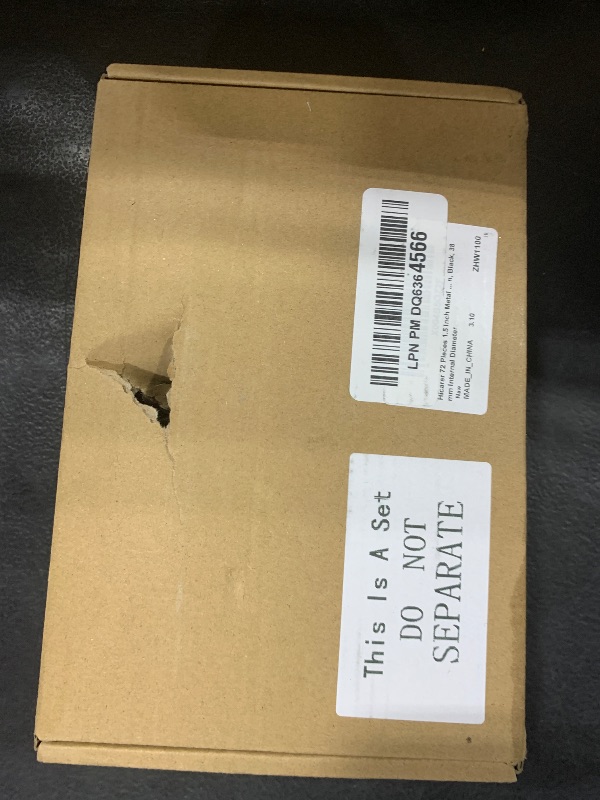 LPN PM DQ6364566
Hicarer 72 Pieces 1.5 Inch Metal ... n, Black, 38
mm Internal Diameter
New
MADE_IN_CHINA 3.10 ZHW1100
This Is A Set
DO NOT
SEPARATE